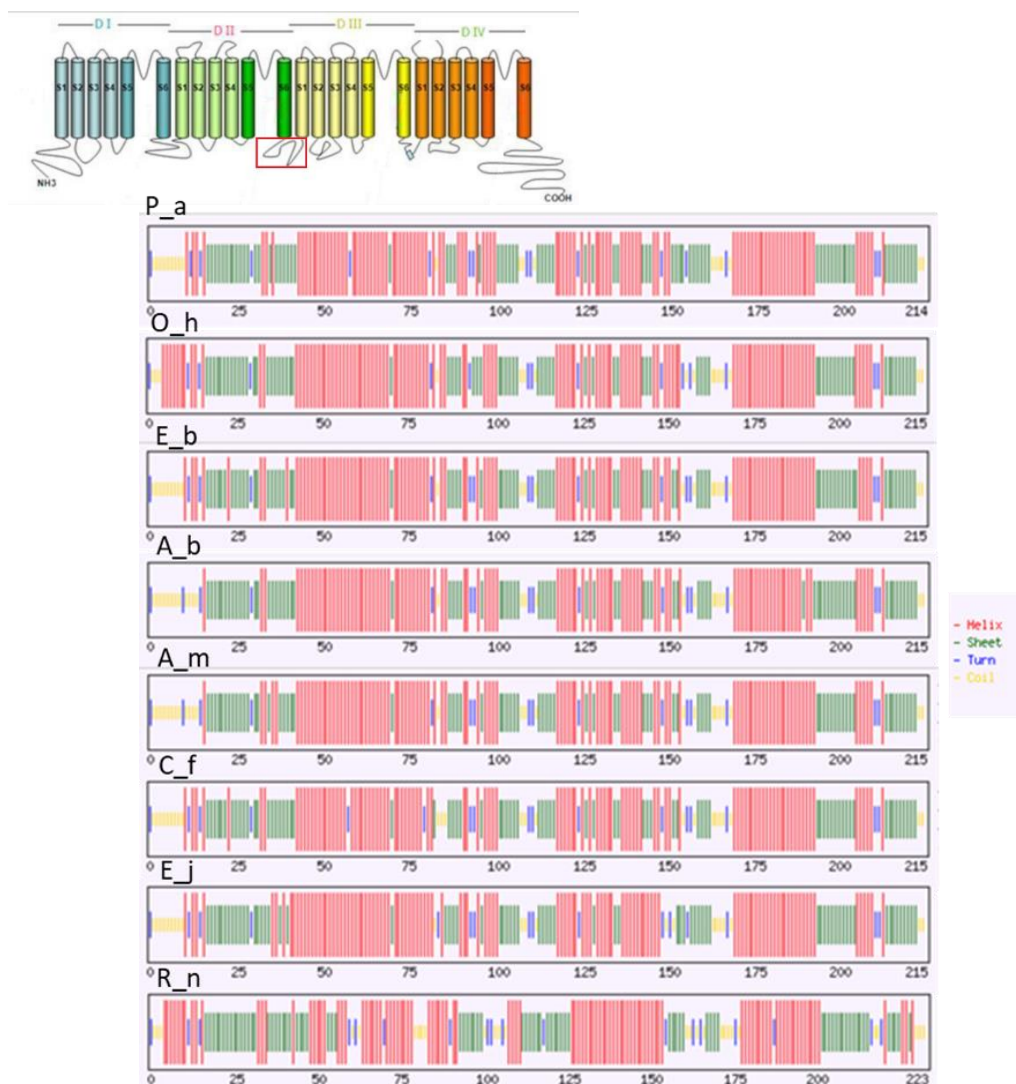 D I D II D III D IV
S1 S2 S3 S4 S5 S6 S1 S2 S3 S4 S5 S6 S1 S2 S3 S4 S5 S6 S1 S2 S3 S4 S5 S6
NH3
COOH
P_a
0 25 50 75 100 125 150 175 200 214
O_h
0 25 50 75 100 125 150 175 200 215
E_b
0 25 50 75 100 125 150 175 200 215
A_b
0 25 50 75 100 125 150 175 200 215
- Helix
- Sheet
- Turn
- Coil
A_m
0 25 50 75 100 125 150 175 200 215
C_f
0 25 50 75 100 125 150 175 200 215
E_j
0 25 50 75 100 125 150 175 200 215
R_n
0 25 50 75 100 125 150 175 200 223